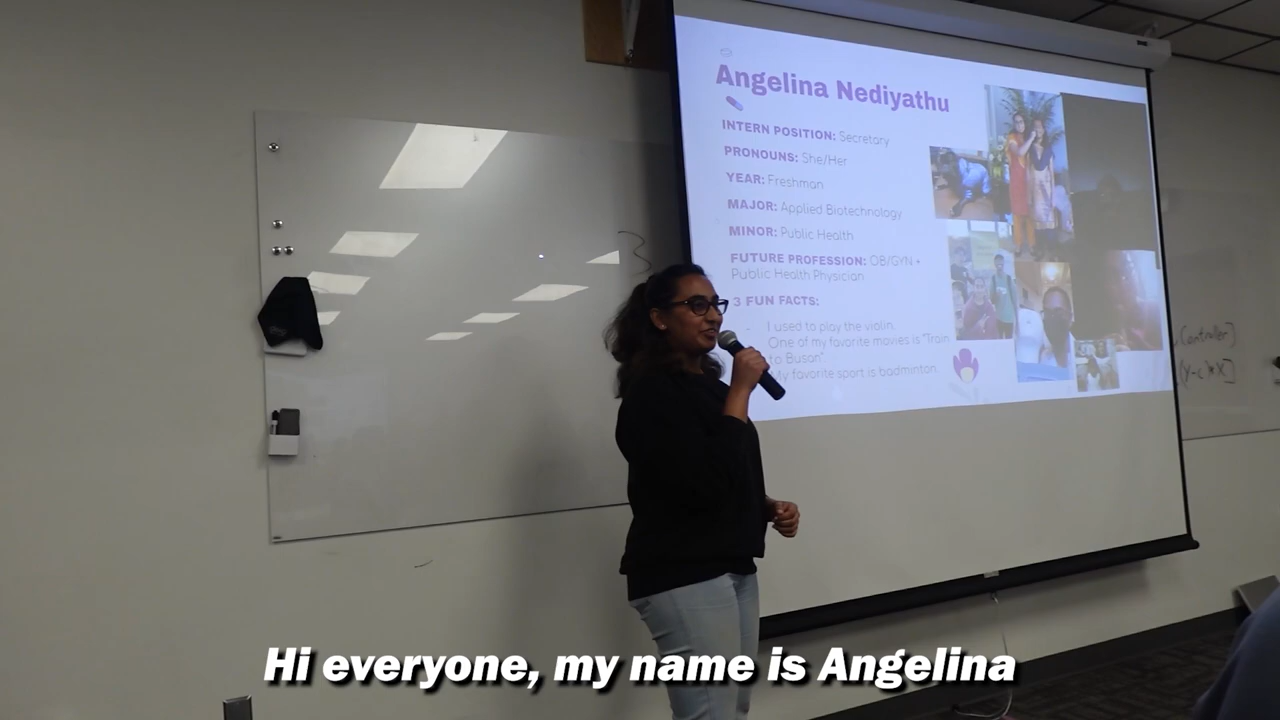 Angelina Nediyathu
INTERN POSITION: Secretary
PRONOUNS: She/Her
YEAR: Freshman
MAJOR: Applied Biotechnology
MINOR: Public Health
FUTURE PROFESSION: OB/GYN +
Public Health Physician
3 FUN FACTS:
- I used to play the violin.
One of my favorite movies is "Train
to Busan".
My favorite sport is badminton.
3
Controller]
(Y-C)*X]
Hi everyone, my name is Angelina